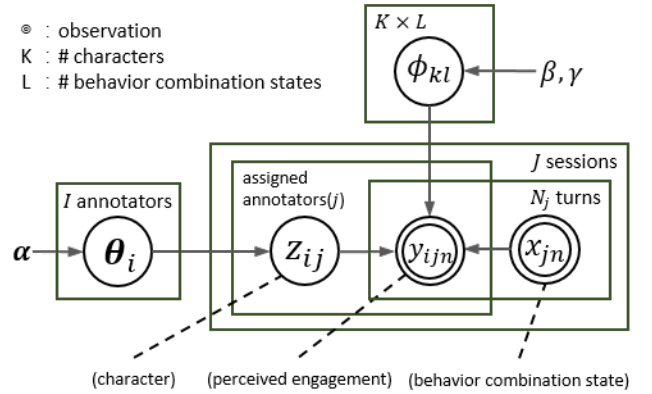 ◎ : observation
K : # characters
L : # behavior combination states
K × L
ϕkl
β, γ
J sessions
assigned
annotators(j)
I annotators
Nj turns
α
θi
zij
yijn
xjn
(character)
(perceived engagement)
(behavior combination state)